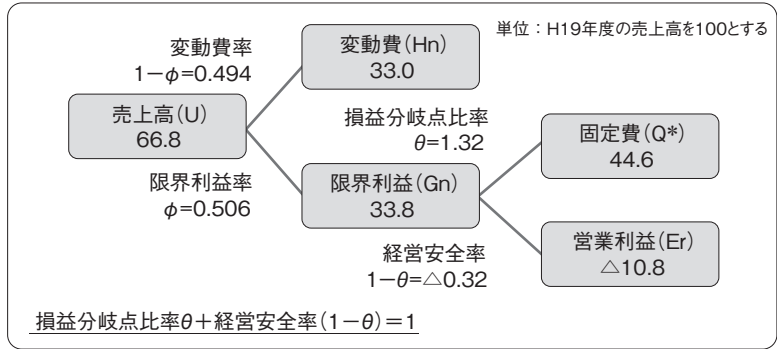 単位：H19年度の売上高を100とする
変動費率
1−φ=0.494
変動費(Hn)
33.0
売上高(U)
66.8
損益分岐点比率
θ=1.32
固定費(Q*)
44.6
限界利益率
φ=0.506
限界利益(Gn)
33.8
経営安全率
1−θ=△0.32
営業利益(Er)
△10.8
損益分岐点比率θ＋経営安全率(1−θ)＝1